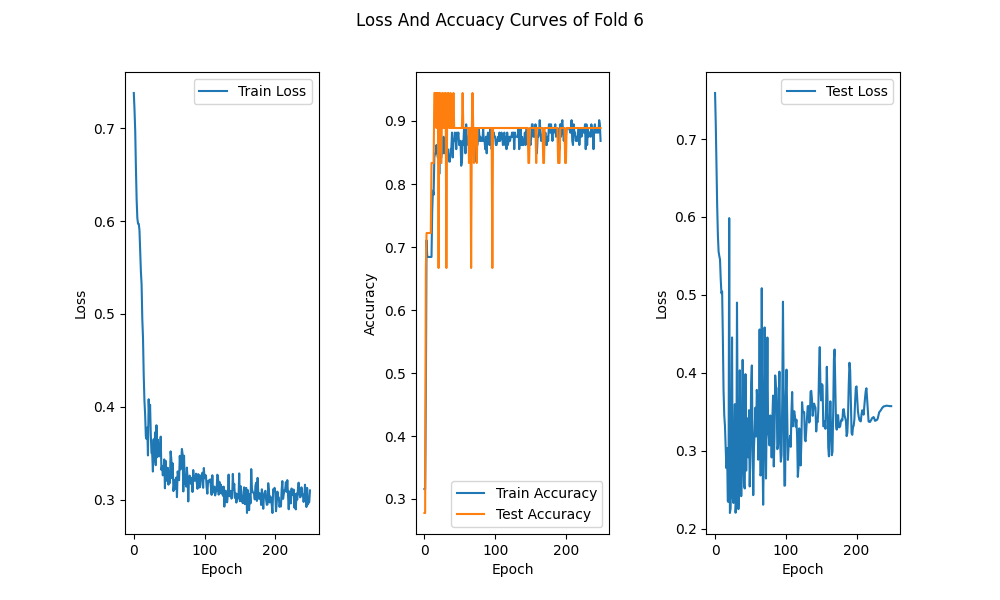 Loss And Accuacy Curves of Fold 6
Train Loss
0.7
0.6
0.5
0.4
0.3
Loss
0
100
200
Epoch
0.9
0.8
0.7
0.6
0.5
0.4
0.3
Accuracy
Train Accuracy
Test Accuracy
0
100
200
Epoch
Test Loss
0.7
0.6
0.5
0.4
0.3
0.2
Loss
0
100
200
Epoch